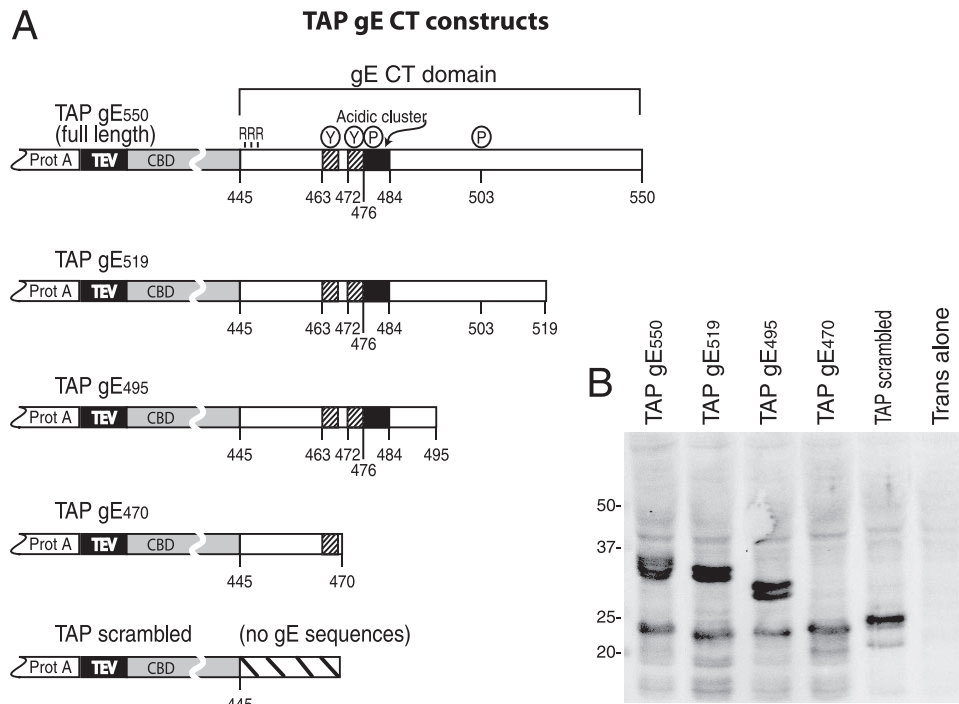 A
TAP gE CT constructs
gE CT domain
TAP gE550
(full length)
RRR
Y
Y
P
Acidic cluster
P
Prot A
TEV
CBD
445
463
472
476
484
503
550
TAP gE519
Prot A
TEV
CBD
445
463
472
476
484
503
519
TAP gE495
Prot A
TEV
CBD
445
463
472
476
484
495
TAP gE470
Prot A
TEV
CBD
445
470
TAP scrambled (no gE sequences)
Prot A
TEV
CBD
445
B
TAP gE550
TAP gE519
TAP gE495
TAP gE470
TAP scrambled
Trans alone
50-
37-
25-
20-